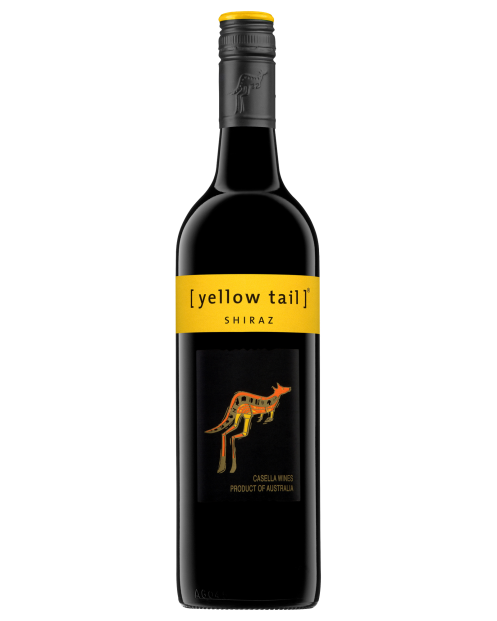 [ yellow tail ]®
SHIRAZ
CASELLA WINES
PRODUCT OF AUSTRALIA